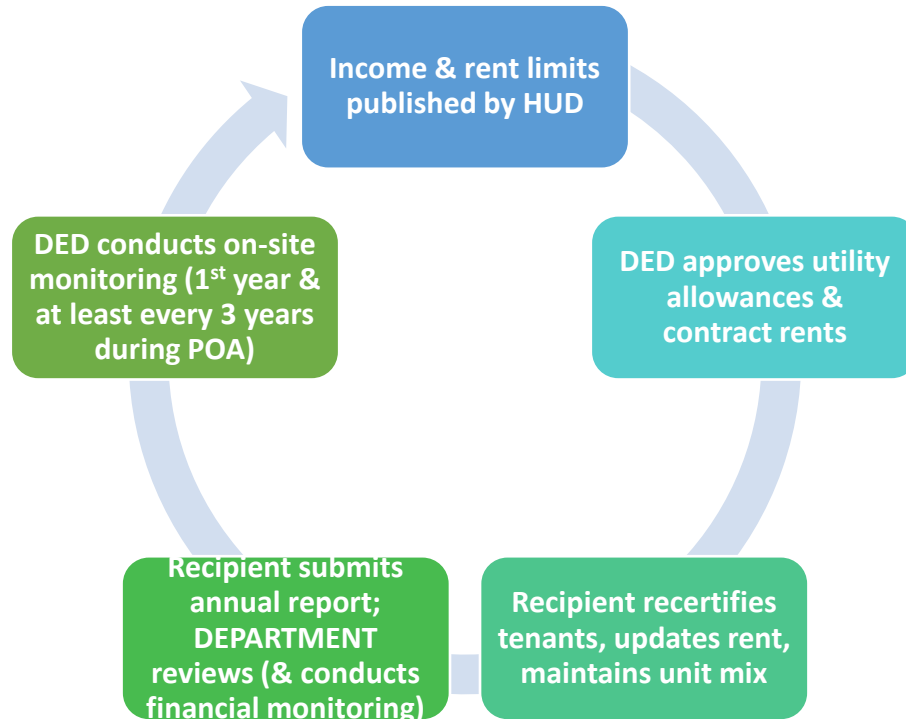 Income & rent limits
published by HUD
DED approves utility
allowances &
contract rents
Recipient recertifies
tenants, updates rent,
maintains unit mix
Recipient submits
annual report;
DEPARTMENT
reviews (& conducts
financial monitoring)
DED conducts on-site
monitoring (1st year &
at least every 3 years
during POA)